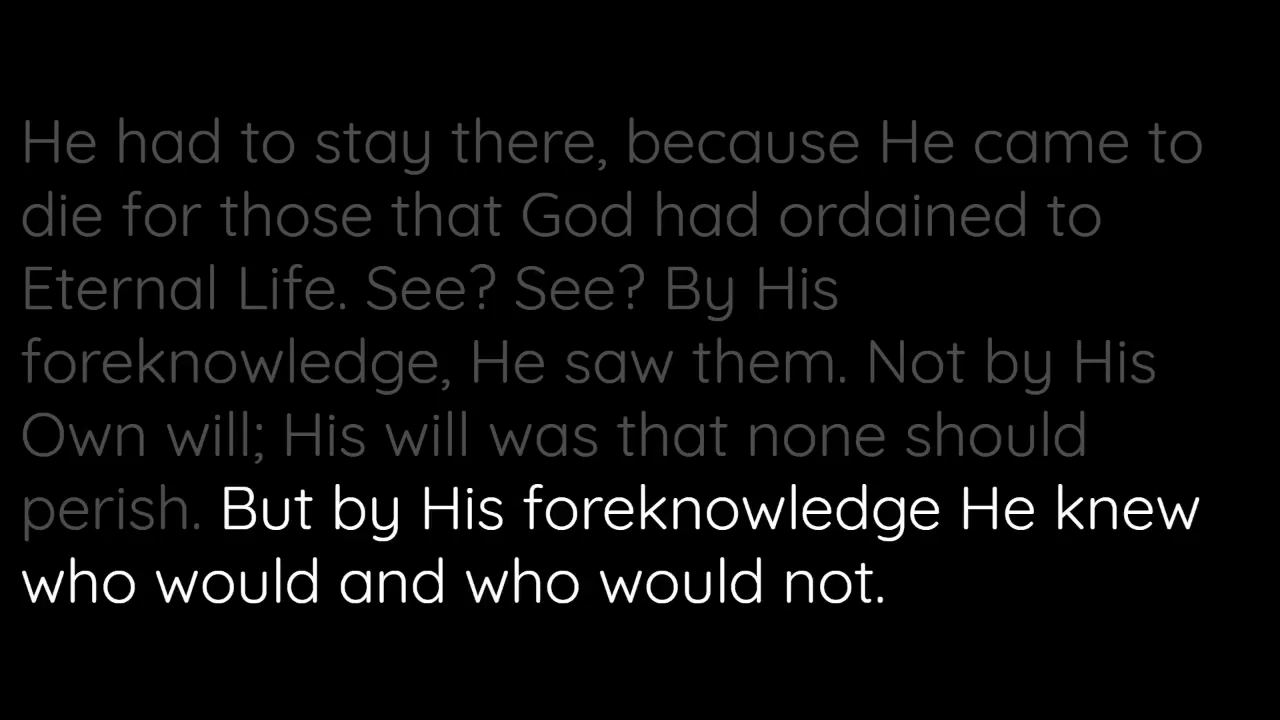 He had to stay there, because He came to
die for those that God had ordained to
Eternal Life. See? See? By His
foreknowledge, He saw them. Not by His
Own will; His will was that none should
perish. But by His foreknowledge He knew
who would and who would not.